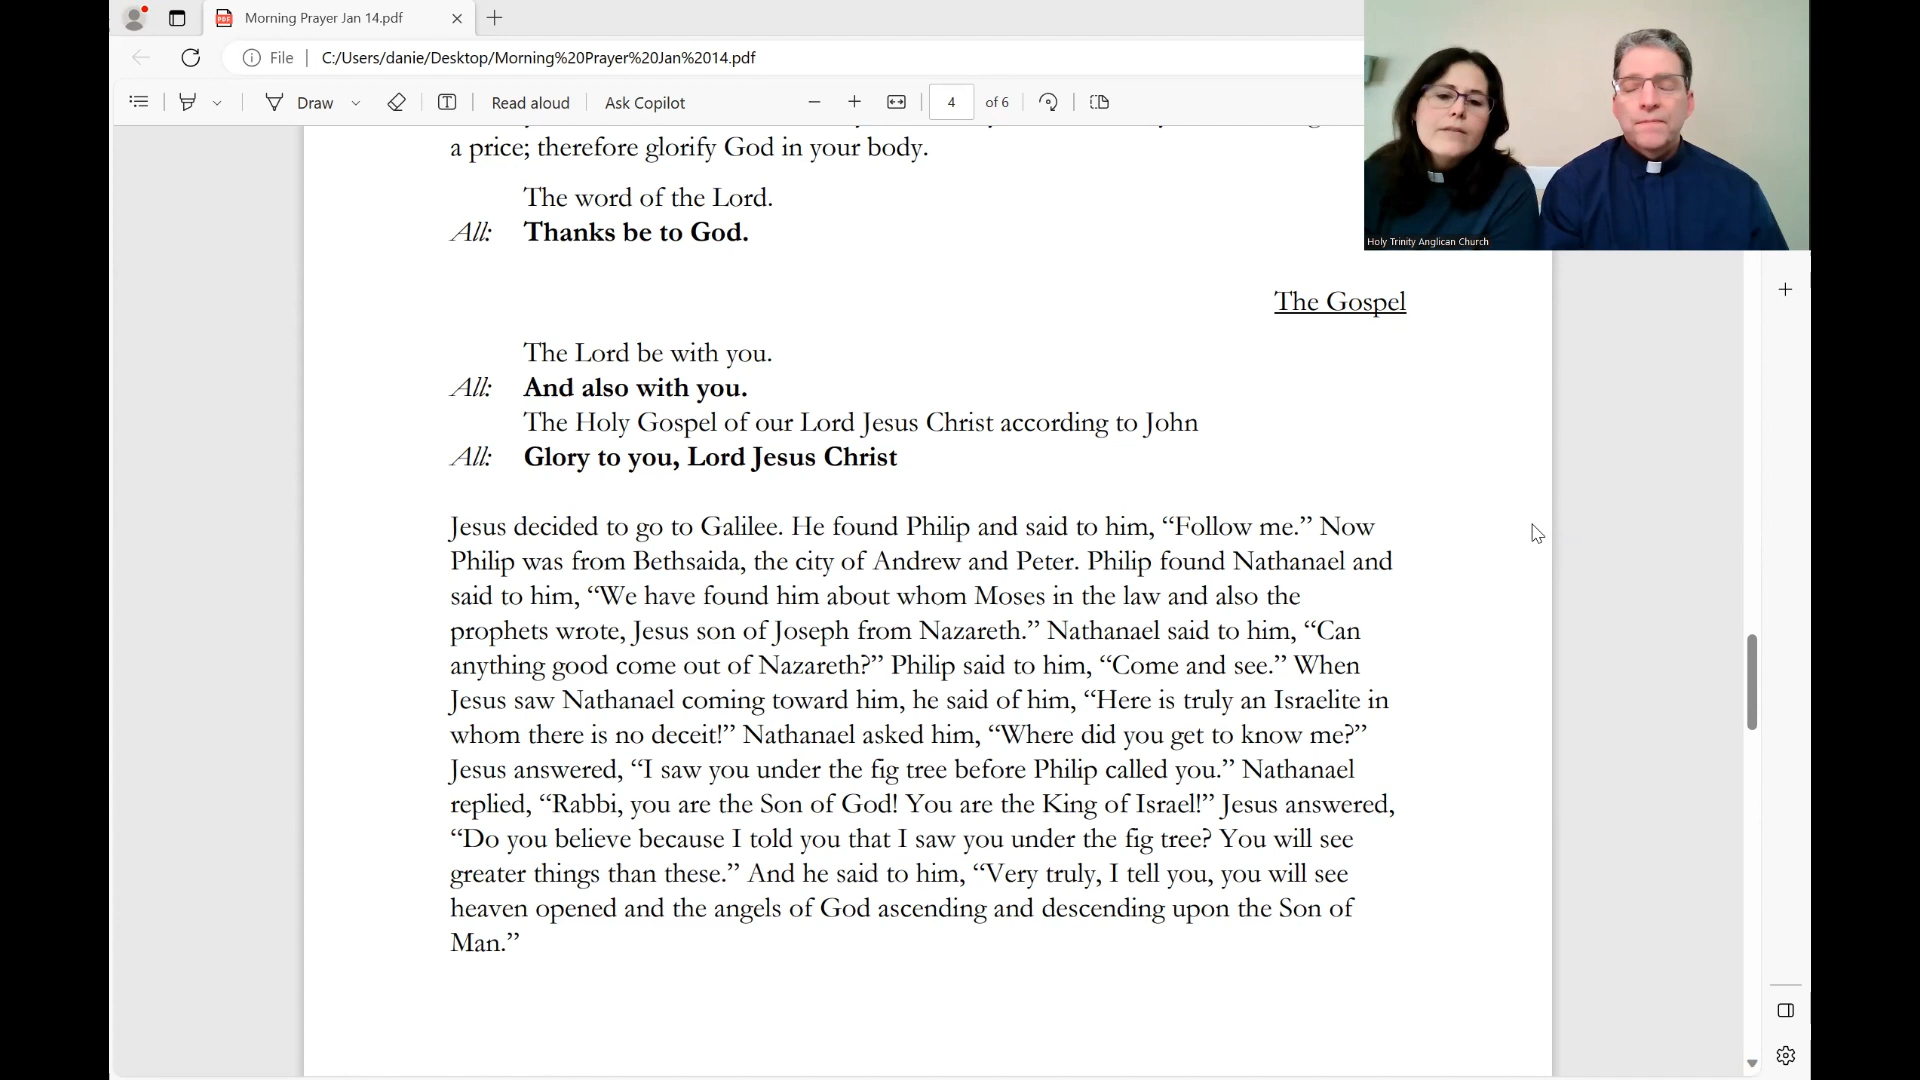 Morning Prayer Jan 14.pdf
File
C:/Users/danie/Desktop/Morning%20Prayer%20Jan%2014.pdf
Draw
Read aloud
Ask Copilot
4 of 6
Holy Trinity Anglican Church
a price; therefore glorify God in your body.
The word of the Lord.
All: Thanks be to God.
The Gospel
The Lord be with you.
All: And also with you.
The Holy Gospel of our Lord Jesus Christ according to John
All: Glory to you, Lord Jesus Christ
Jesus decided to go to Galilee. He found Philip and said to him, “Follow me.” Now
Philip was from Bethsaida, the city of Andrew and Peter. Philip found Nathanael and
said to him, “We have found him about whom Moses in the law and also the
prophets wrote, Jesus son of Joseph from Nazareth.” Nathanael said to him, “Can
anything good come out of Nazareth?” Philip said to him, “Come and see.” When
Jesus saw Nathanael coming toward him, he said of him, “Here is truly an Israelite in
whom there is no deceit!” Nathanael asked him, “Where did you get to know me?”
Jesus answered, “I saw you under the fig tree before Philip called you.” Nathanael
replied, “Rabbi, you are the Son of God! You are the King of Israel!” Jesus answered,
“Do you believe because I told you that I saw you under the fig tree? You will see
greater things than these.” And he said to him, “Very truly, I tell you, you will see
heaven opened and the angels of God ascending and descending upon the Son of
Man.”